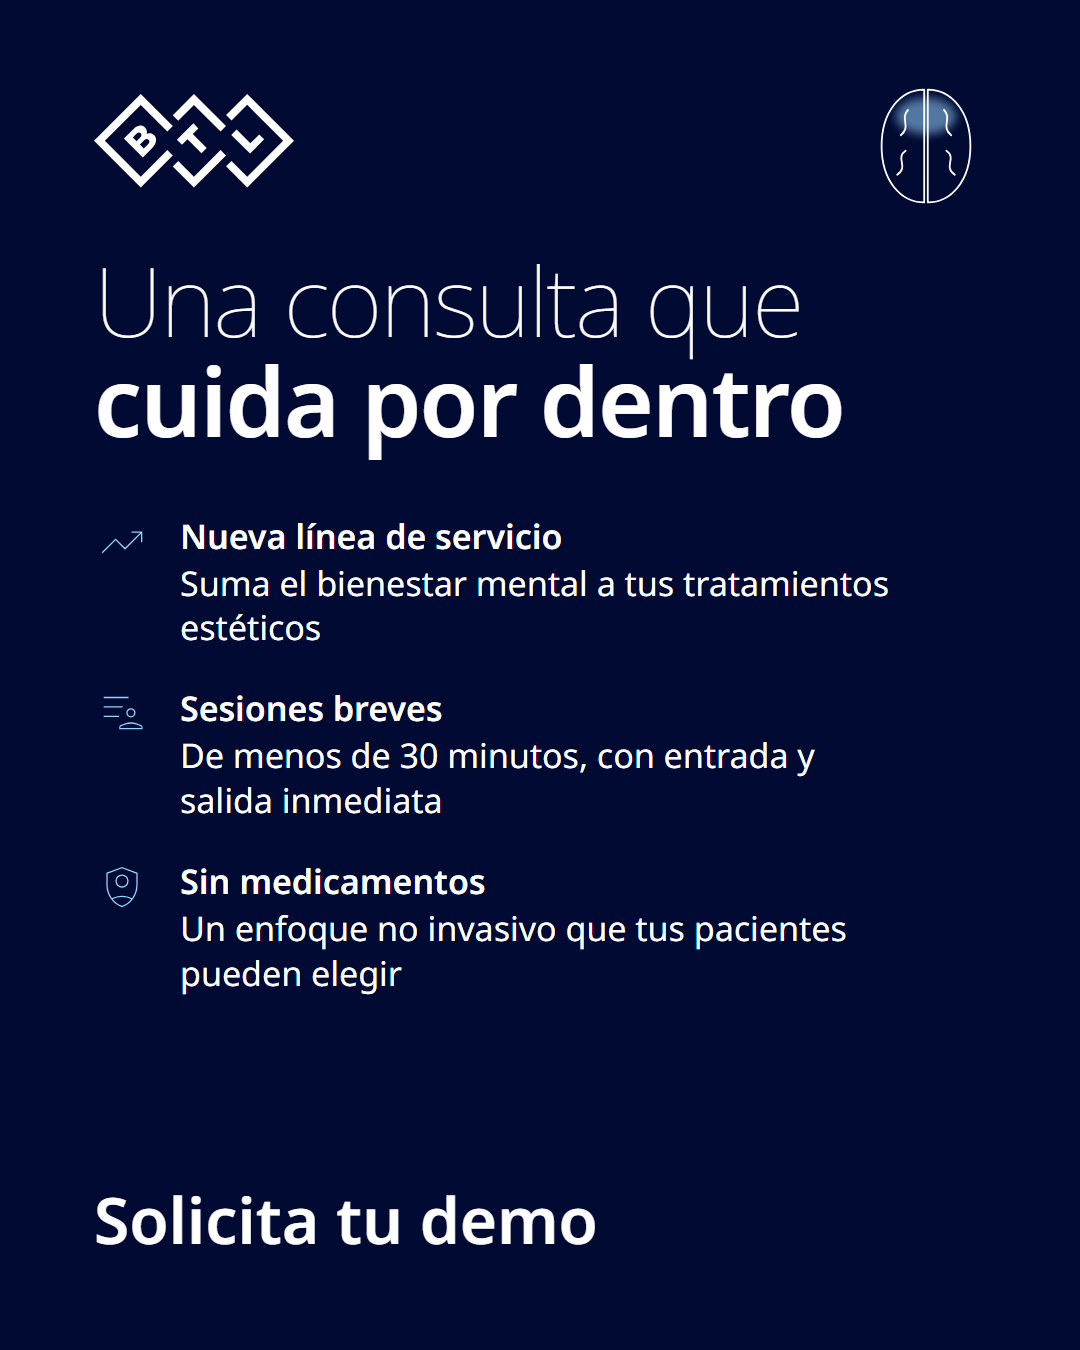 BTL
Una consulta que
cuida por dentro
Nueva línea de servicio
Suma el bienestar mental a tus tratamientos
estéticos
Sesiones breves
De menos de 30 minutos, con entrada y
salida inmediata
Sin medicamentos
Un enfoque no invasivo que tus pacientes
pueden elegir
Solicita tu demo